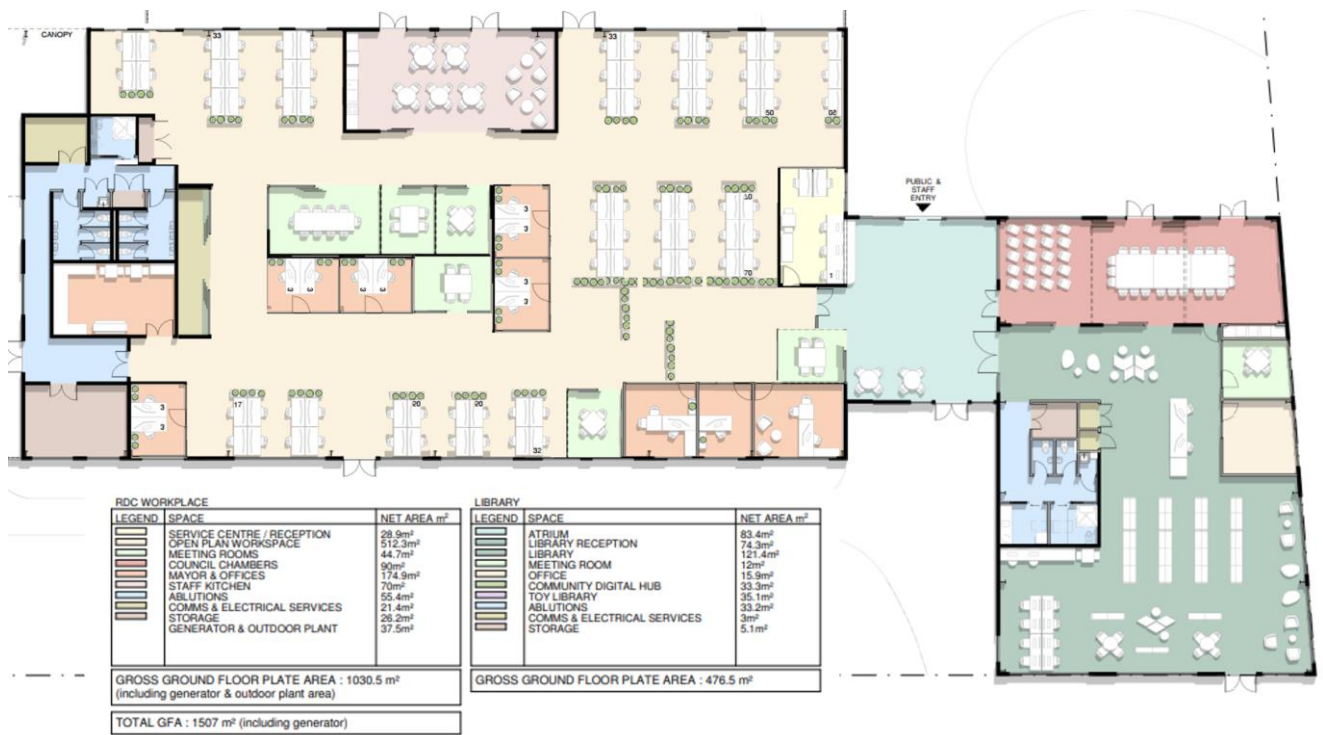 CANOPY
33
33
50
50
PUBLIC &
STAFF
ENTRY
3
3
10
3
3
3
3
3
3
70
1
3
3
17
20
20
32
RDC WORKPLACE
LEGEND SPACE NET AREA m²
SERVICE CENTRE / RECEPTION 28.9m²
OPEN PLAN WORKSPACE 512.3m²
MEETING ROOMS 44.7m²
COUNCIL CHAMBERS 90m²
MAYOR & OFFICES 174.9m²
STAFF KITCHEN 70m²
ABLUTIONS 55.4m²
COMMS & ELECTRICAL SERVICES 21.4m²
STORAGE 26.2m²
GENERATOR & OUTDOOR PLANT 37.5m²
GROSS GROUND FLOOR PLATE AREA : 1030.5 m²
(including generator & outdoor plant area)
TOTAL GFA : 1507 m² (including generator)
LIBRARY
LEGEND SPACE NET AREA m²
ATRIUM 83.4m²
LIBRARY RECEPTION 74.3m²
LIBRARY 121.4m²
MEETING ROOM 12m²
OFFICE 15.9m²
COMMUNITY DIGITAL HUB 33.3m²
TOY LIBRARY 35.1m²
ABLUTIONS 33.2m²
COMMS & ELECTRICAL SERVICES 3m²
STORAGE 5.1m²
GROSS GROUND FLOOR PLATE AREA : 476.5 m²